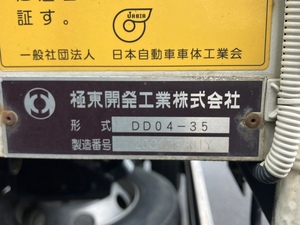 証す。
一般社団法人 日本自動車車体工業会
極東開発工業株式会社
形式 DD04-35
製造番号